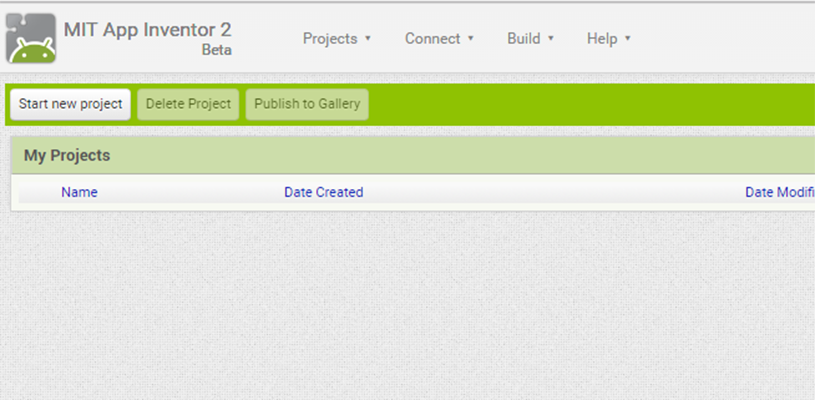 MIT App Inventor 2
Beta
Projects Connect Build Help
Start new project Delete Project Publish to Gallery
My Projects
Name Date Created Date Modifi